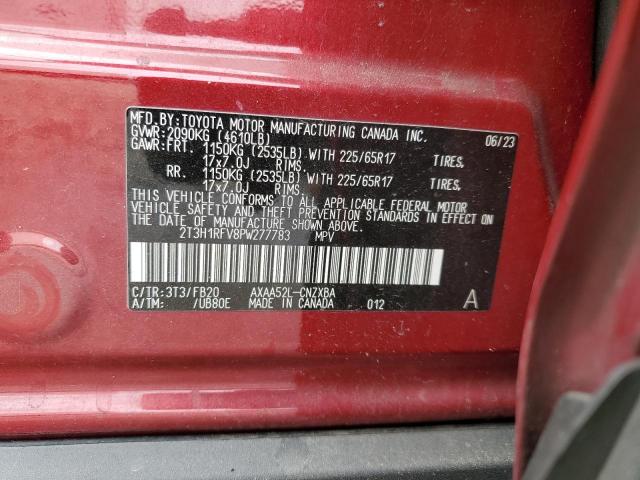 MFD.BY:TOYOTA MOTOR MANUFACTURING CANADA INC. 06/23
GVWR:2090KG (4610LB)
GAWR:FRT. 1150KG (2535LB) WITH 225/65R17 TIRES,
17x7.0J RIMS.
RR. 1150KG (2535LB) WITH 225/65R17 TIRES,
17x7.0J RIMS
THIS VEHICLE CONFORMS TO ALL APPLICABLE FEDERAL MOTOR
VEHICLE SAFETY AND THEFT PREVENTION STANDARDS IN EFFECT ON
THE DATE OF MANUFACTURE SHOWN ABOVE.
2T3H1RFV8PW277783 MPV
C/TR:3T3/FB20 AXAA52L-CNZXBA
A/TM: /UB80E MADE IN CANADA 012 A